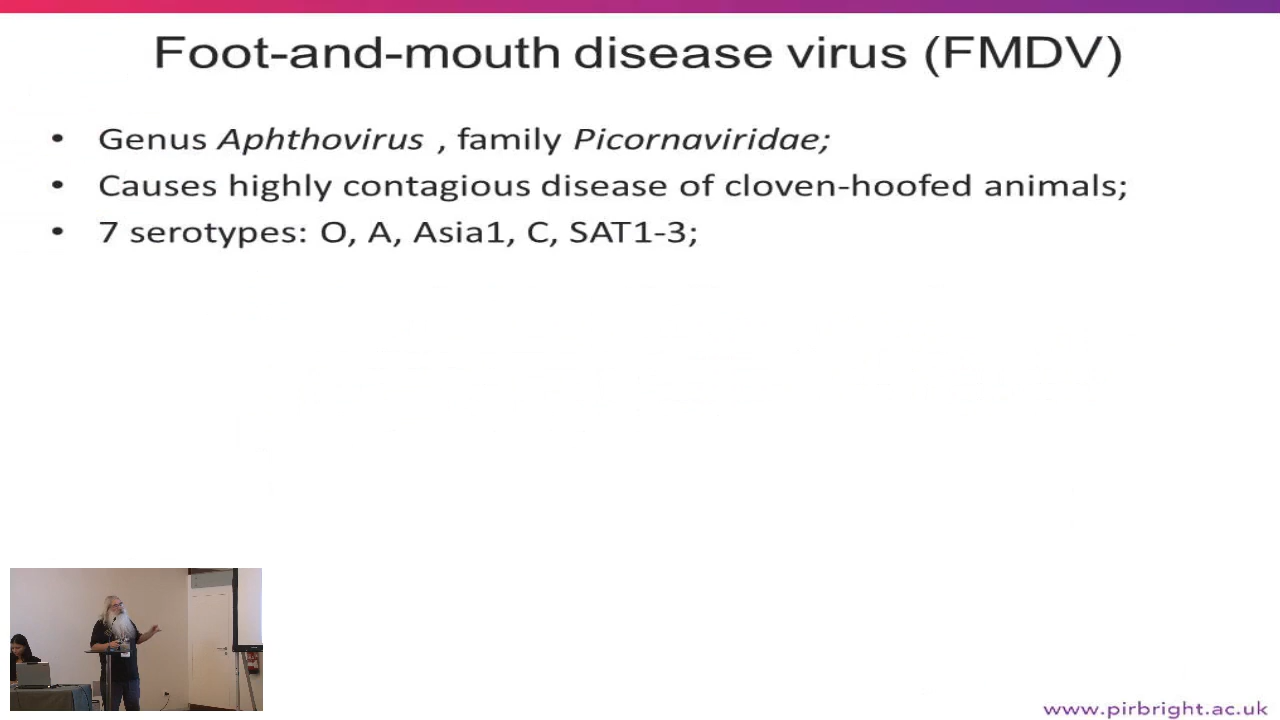 Foot-and-mouth disease virus (FMDV)
• Genus Aphthovirus , family Picornaviridae;
• Causes highly contagious disease of cloven-hoofed animals;
• 7 serotypes: O, A, Asia1, C, SAT1-3;
www.pirbright.ac.uk